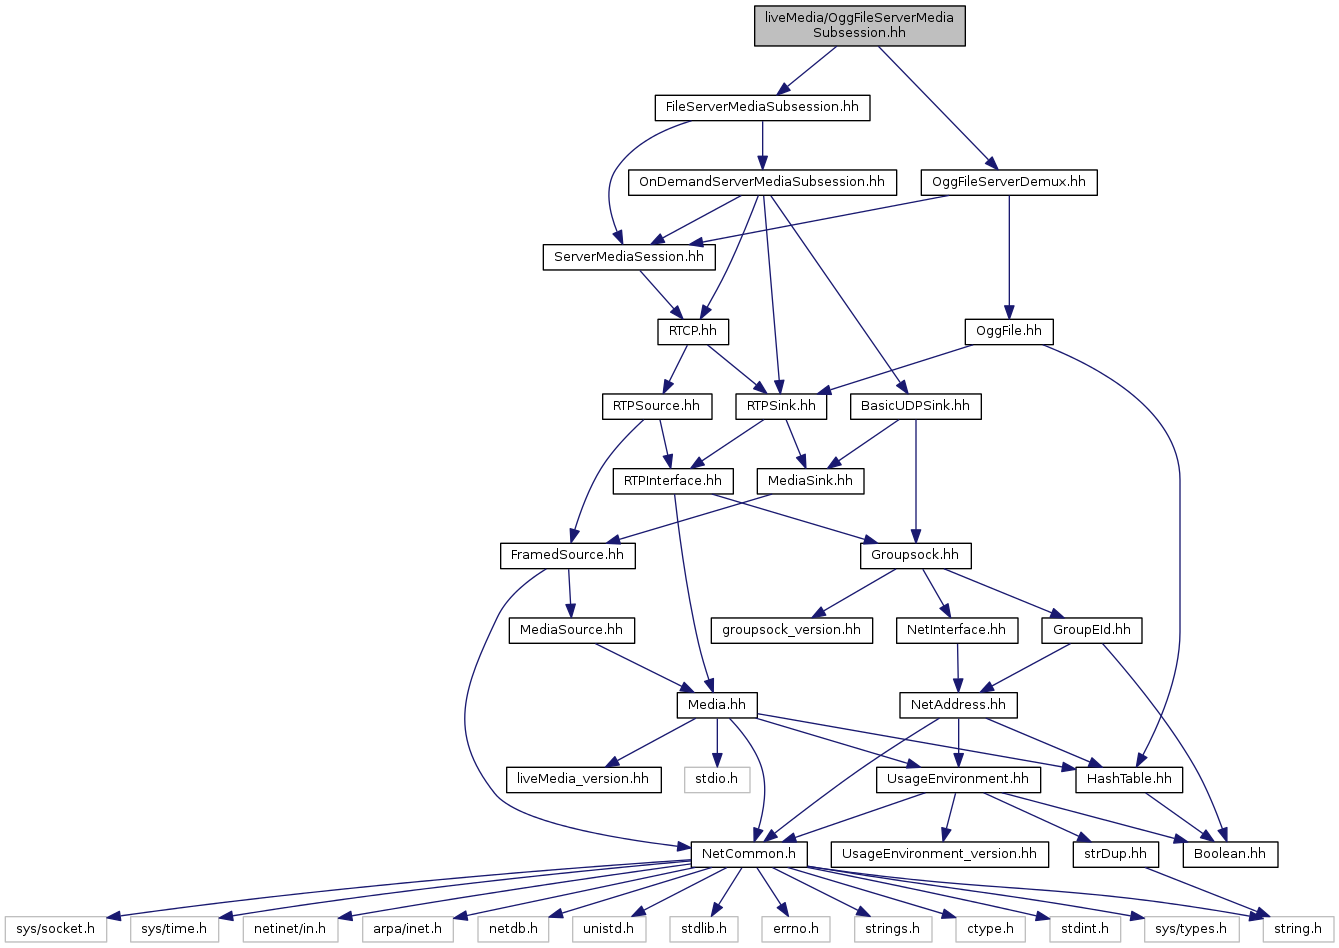 liveMedia/OggFileServerMedia
Subsession.hh
FileServerMediaSubsession.hh
OnDemandServerMediaSubsession.hh
OggFileServerDemux.hh
ServerMediaSession.hh
RTCP.hh
OggFile.hh
RTPSource.hh
RTPSink.hh
BasicUDPSink.hh
RTPInterface.hh
MediaSink.hh
FramedSource.hh
Groupsock.hh
MediaSource.hh
groupsock_version.hh
NetInterface.hh
GroupEId.hh
Media.hh
NetAddress.hh
liveMedia_version.hh
stdio.h
UsageEnvironment.hh
HashTable.hh
NetCommon.h
UsageEnvironment_version.hh
strDup.hh
Boolean.hh
sys/socket.h
sys/time.h
netinet/in.h
arpa/inet.h
netdb.h
unistd.h
stdlib.h
errno.h
strings.h
ctype.h
stdint.h
sys/types.h
string.h